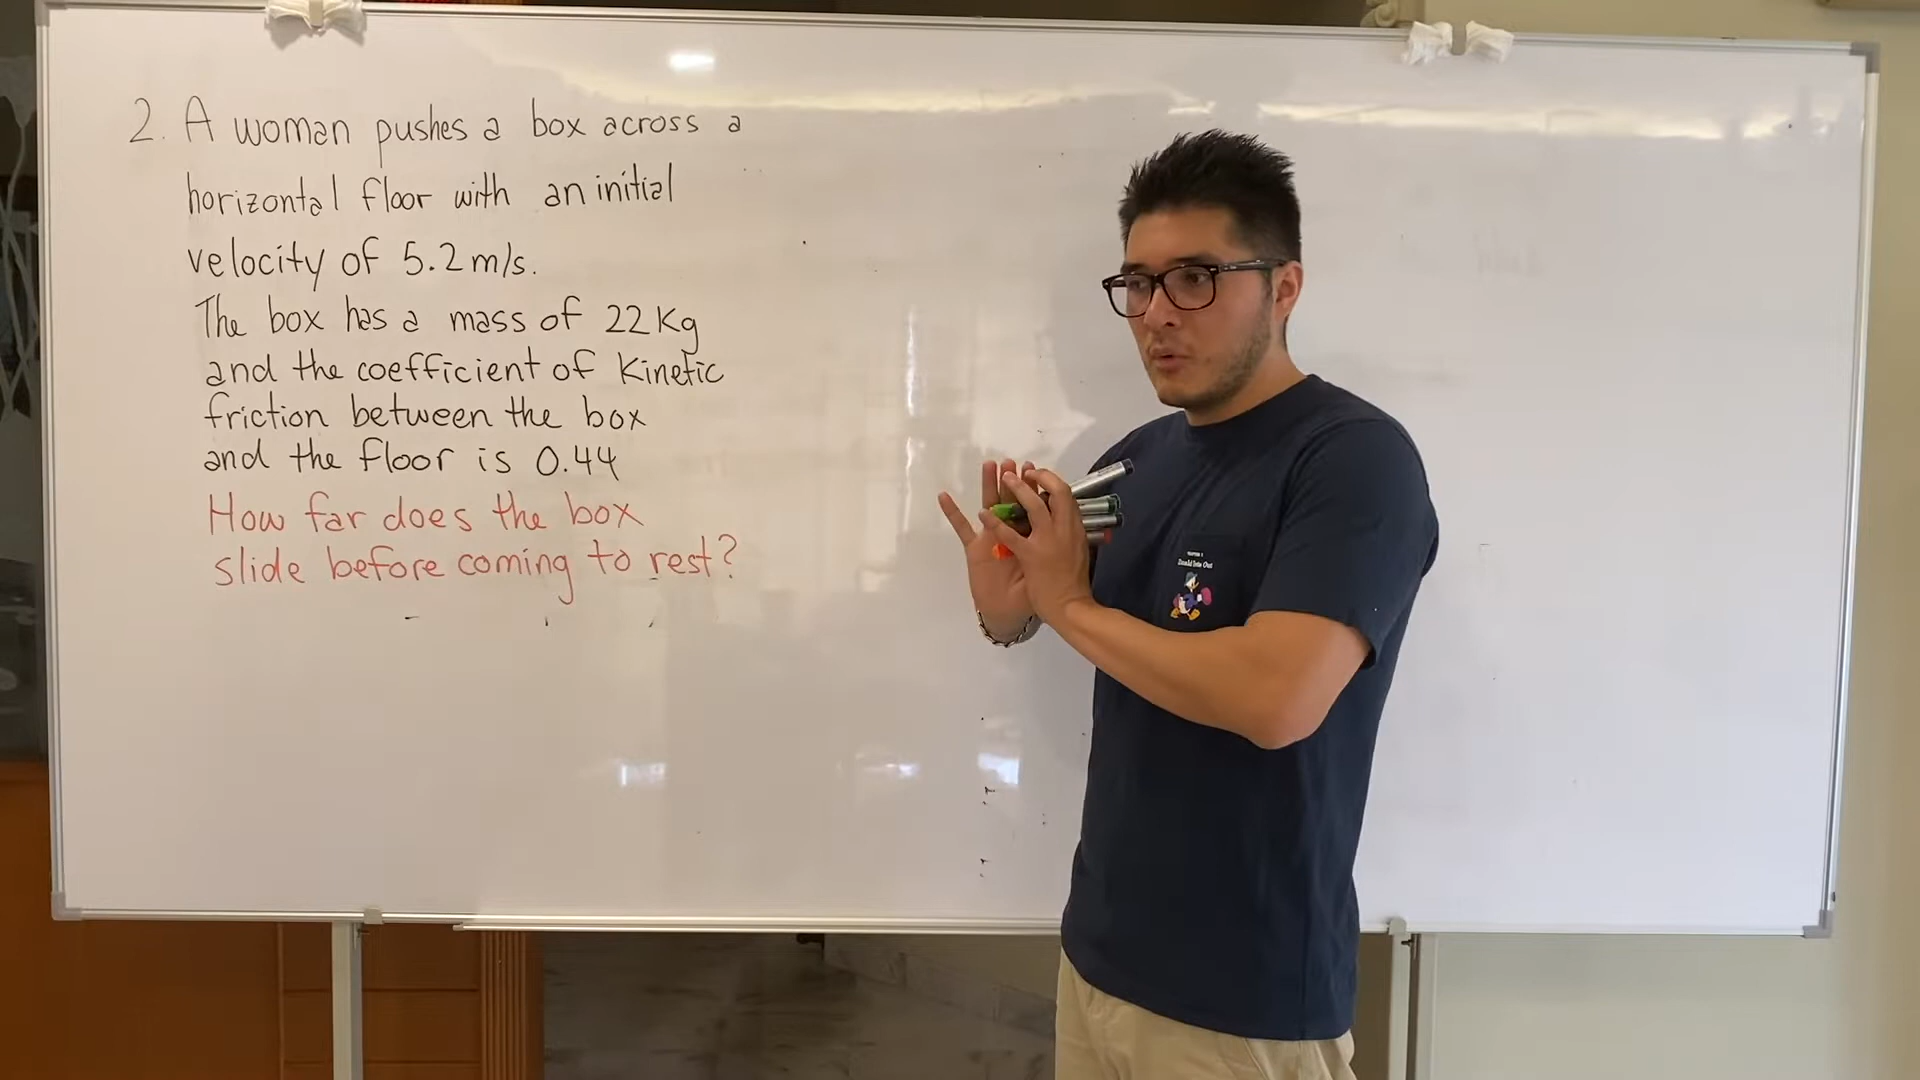 2. A woman pushes a box across a
horizontal floor with an initial
velocity of 5.2 m/s.
The box has a mass of 22 Kg
and the coefficient of Kinetic
friction between the box
and the floor is 0.44
How far does the box
slide before coming to rest?